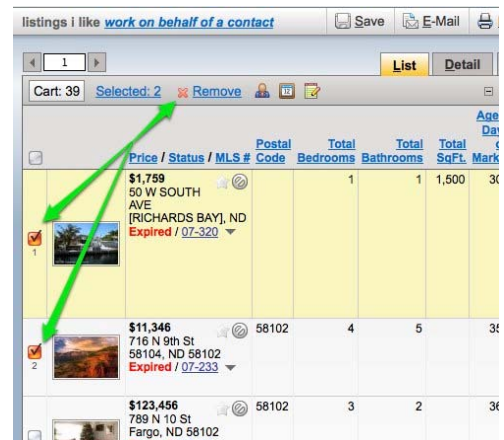 listings i like work on behalf of a contact Save E-Mail
1 List Detail
Cart: 39 Selected: 2 Remove 12
Price / Status / MLS # Postal Code Total Bedrooms Total Bathrooms Total SqFt.
$1,759 1 1 1,500 30
50 W SOUTH
AVE
[RICHARDS BAY], ND
Expired / 07-320
1
$11,346 58102 4 5 35
716 N 9th St
58104, ND 58102
Expired / 07-233
2
$123,456 58102 3 2 36
789 N 10 St
Fargo, ND 58102